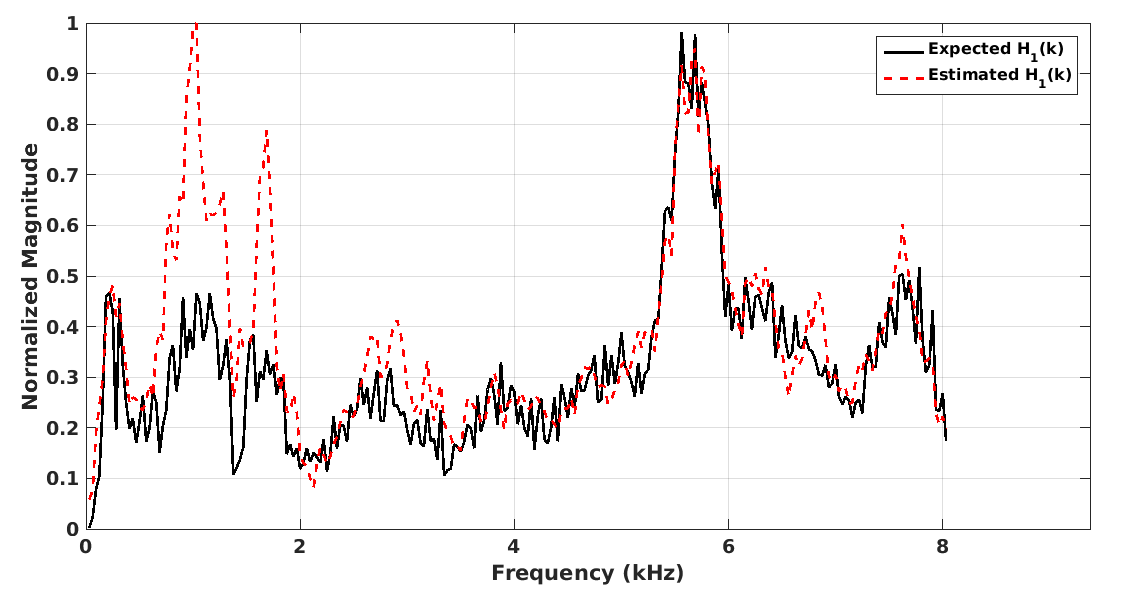 Expected H1(k)
Estimated H1(k)
Normalized Magnitude
1
0.9
0.8
0.7
0.6
0.5
0.4
0.3
0.2
0.1
0
0 2 4 6 8
Frequency (kHz)